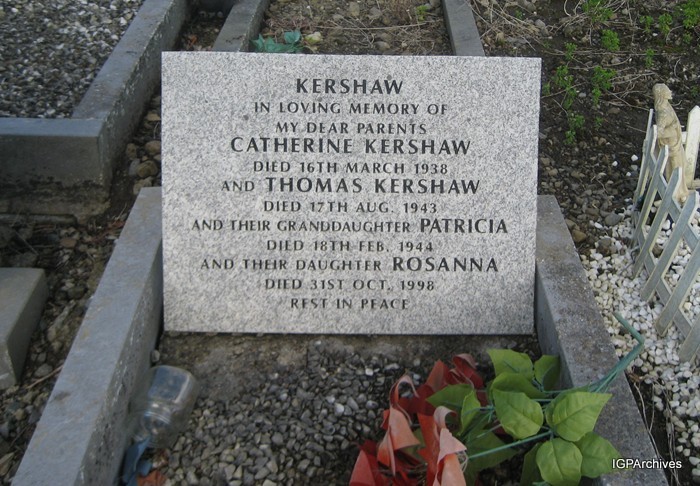 KERSHAW
IN LOVING MEMORY OF
MY DEAR PARENTS
CATHERINE KERSHAW
DIED 16TH MARCH 1938
AND THOMAS KERSHAW
DIED 17TH AUG. 1943
AND THEIR GRANDDAUGHTER PATRICIA
DIED 18TH FEB. 1944
AND THEIR DAUGHTER ROSANNA
DIED 31ST OCT, 1998
REST IN PEACE
IGPArchives